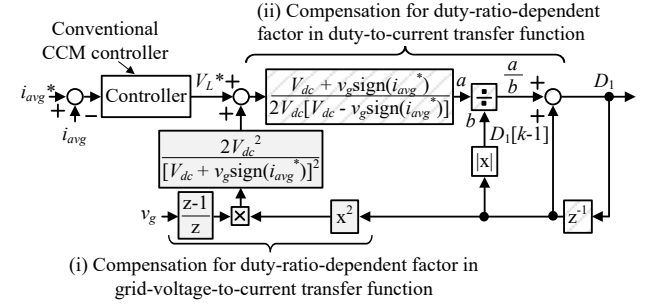 (ii) Compensation for duty-ratio-dependent
factor in duty-to-current transfer function
Conventional
CCM controller
i_avg* + − Controller V_L* + + V_dc + v_g sign(i_avg*) a ÷ a/b + + D_1
2V_dc[V_dc - v_g sign(i_avg*)] b
i_avg
D_1[k-1]
2V_dc^2
[V_dc + v_g sign(i_avg*)]^2
|x|
v_g z-1 × x^2 z^-1
z
(i) Compensation for duty-ratio-dependent factor in
grid-voltage-to-current transfer function